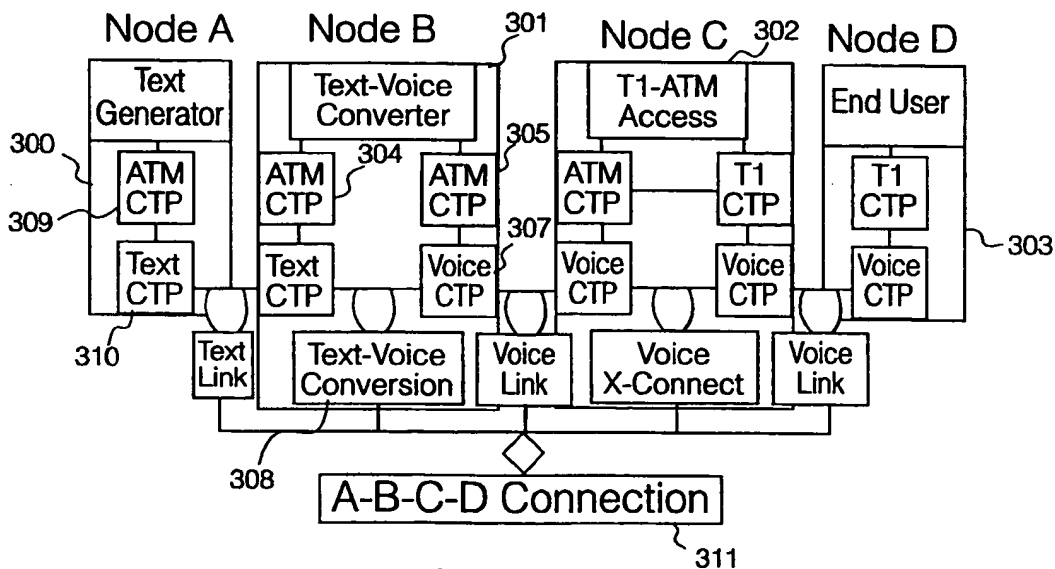 Node A
Node B
301
Node C
302
Node D
Text
Generator
Text-Voice
Converter
T1-ATM
Access
End User
300
309
ATM
CTP
ATM
CTP
304
ATM
CTP
305
ATM
CTP
T1
CTP
T1
CTP
Text
CTP
310
Text
CTP
Voice
CTP
307
Voice
CTP
Voice
CTP
Voice
CTP
303
Text
Link
Text-Voice
Conversion
308
Voice
Link
Voice
X-Connect
Voice
Link
A-B-C-D Connection
311